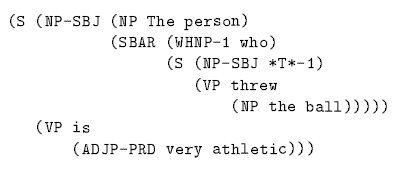 (S (NP-SBJ (NP The person)
(SBAR (WHNP-1 who)
(S (NP-SBJ *T*-1)
(VP threw
(NP the ball)))))
(VP is
(ADJP-PRD very athletic)))